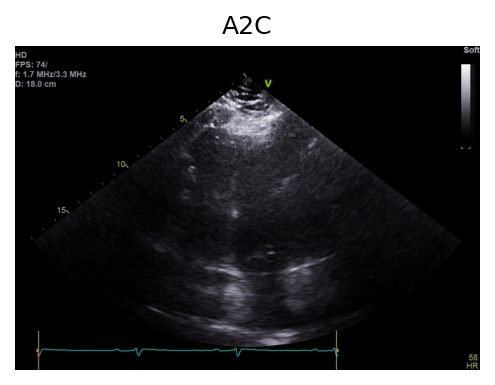 A2C
HD
FPS: 74/
f: 1.7 MHz/3.3 MHz
D: 18.0 cm
Soft
V
5
10
15
58
HR